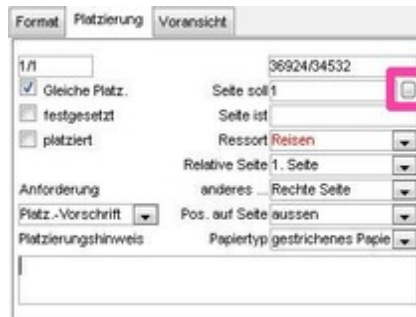 Format Platzierung Voransicht
1/1 36924/34532
Gleiche Platz. Seite soll 1 ...
festgesetzt Seite ist
platziert Ressort Reisen
Relative Seite 1. Seite
Anforderung anderes ... Rechte Seite
Platz.-Vorschrift Pos. auf Seite aussen
Platzierungshinweis Papiertyp gestrichenes Papie